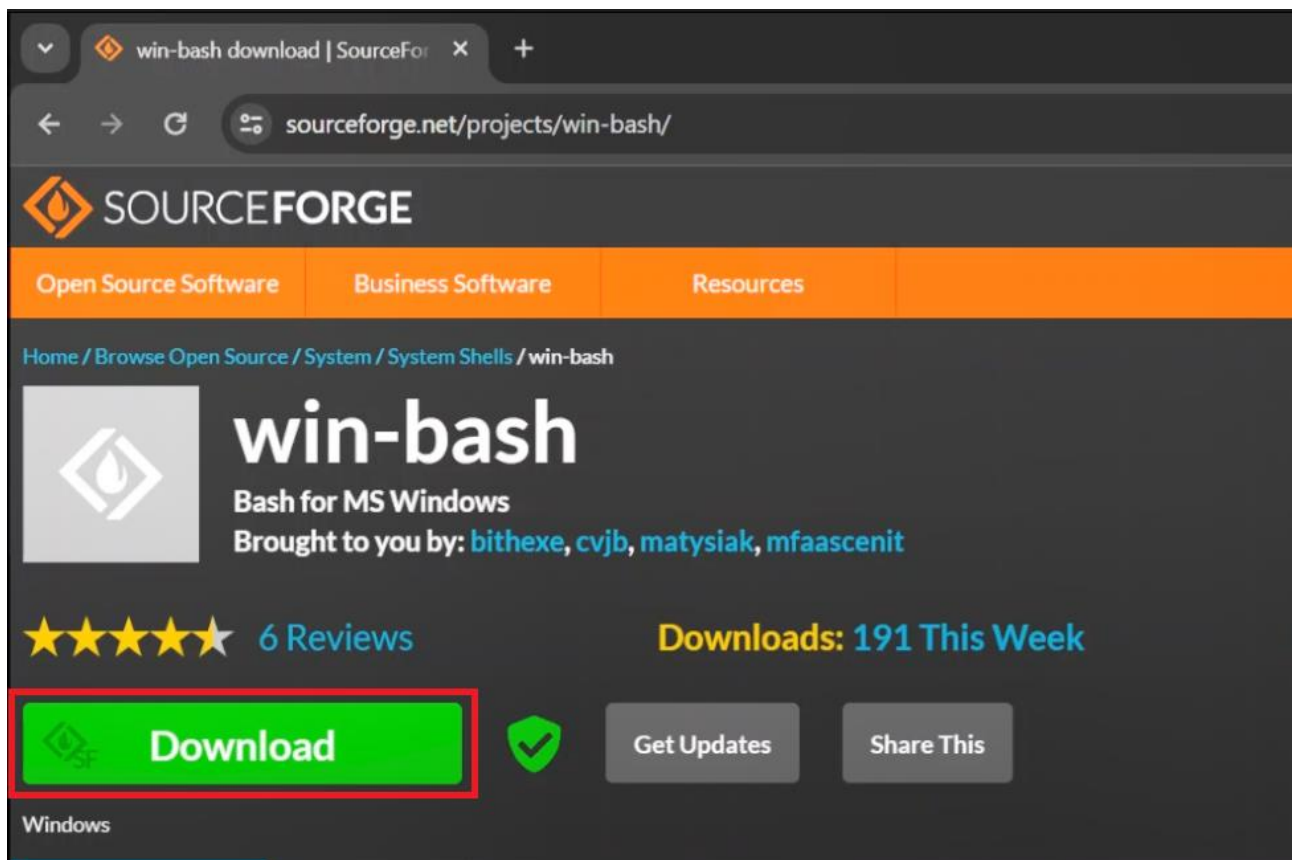 win-bash download | SourceFor
sourceforge.net/projects/win-bash/
SOURCEFORGE
Open Source Software Business Software Resources
Home / Browse Open Source / System / System Shells / win-bash
win-bash
Bash for MS Windows
Brought to you by: bithexe, cvjb, matysiak, mfaascenit
6 Reviews Downloads: 191 This Week
SF Download Get Updates Share This
Windows